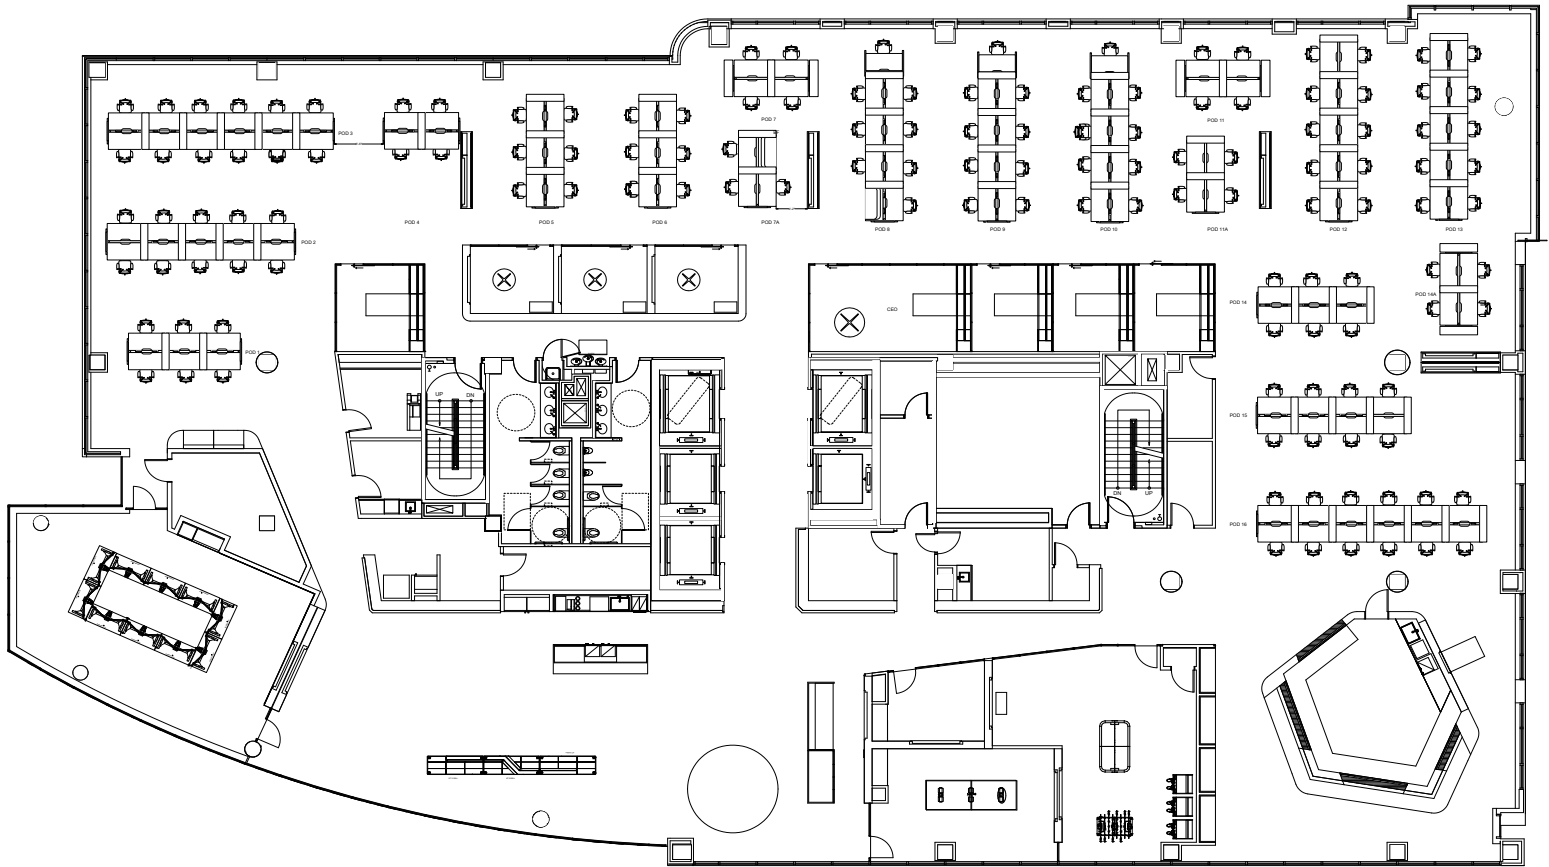 POD 3
POD 7
POD 11
POD 4
POD 5
POD 6
POD 7A
POD 8
POD 9
POD 10
POD 11A
POD 12
POD 13
POD 2
POD 14
POD 14A
CEO
POD 1
UP
DN
POD 15
DN
UP
POD 16